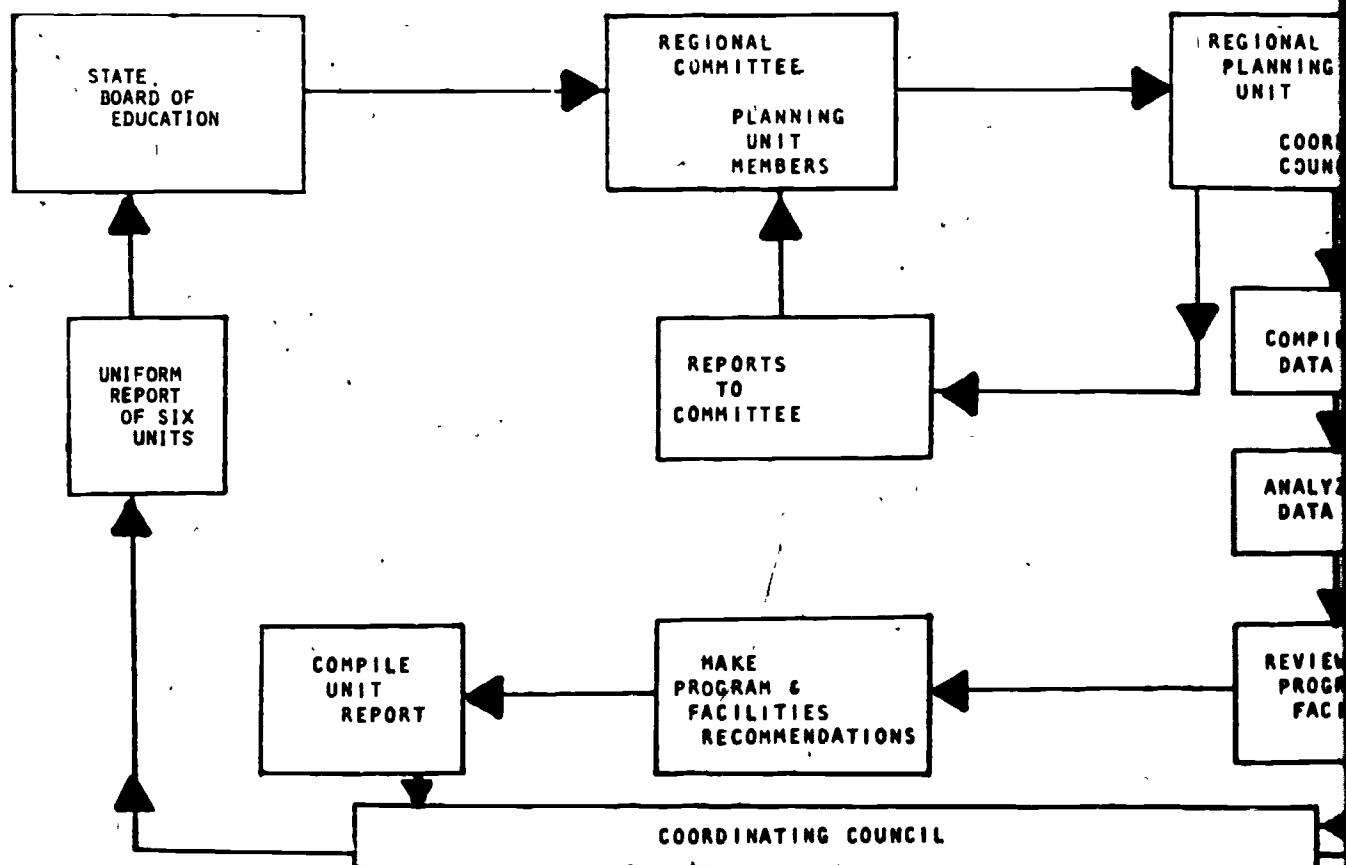 STATE
BOARD OF
EDUCATION
REGIONAL
COMMITTEE
PLANNING
UNIT
MEMBERS
REGIONAL
PLANNING
UNIT
UNIFORM
REPORT
OF SIX
UNITS
REPORTS
TO
COMMITTEE
DATA
DATA
COMPILE
UNIT
REPORT
MAKE
PROGRAM &
FACILITIES
RECOMMENDATIONS
REVIEW
COORDINATING COUNCIL